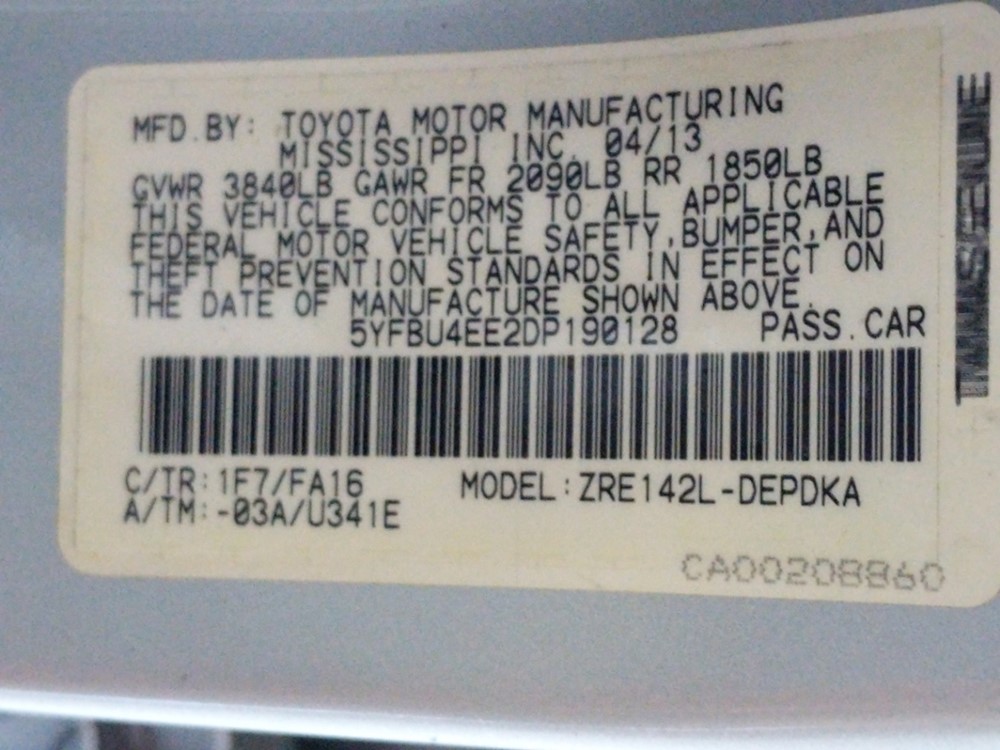 MFD.BY: TOYOTA MOTOR MANUFACTURING
MISSISSIPPI INC. 04/13
GVWR 3840LB GAWR FR 2090LB RR 1850LB
THIS VEHICLE CONFORMS TO ALL APPLICABLE
FEDERAL MOTOR VEHICLE SAFETY,BUMPER,AND
THEFT PREVENTION STANDARDS IN EFFECT ON
THE DATE OF MANUFACTURE SHOWN ABOVE.
5YFBU4EE2DP190128 PASS.CAR
C/TR:1F7/FA16 MODEL:ZRE142L-DEPDKA
A/TM:-03A/U341E
CA00208860